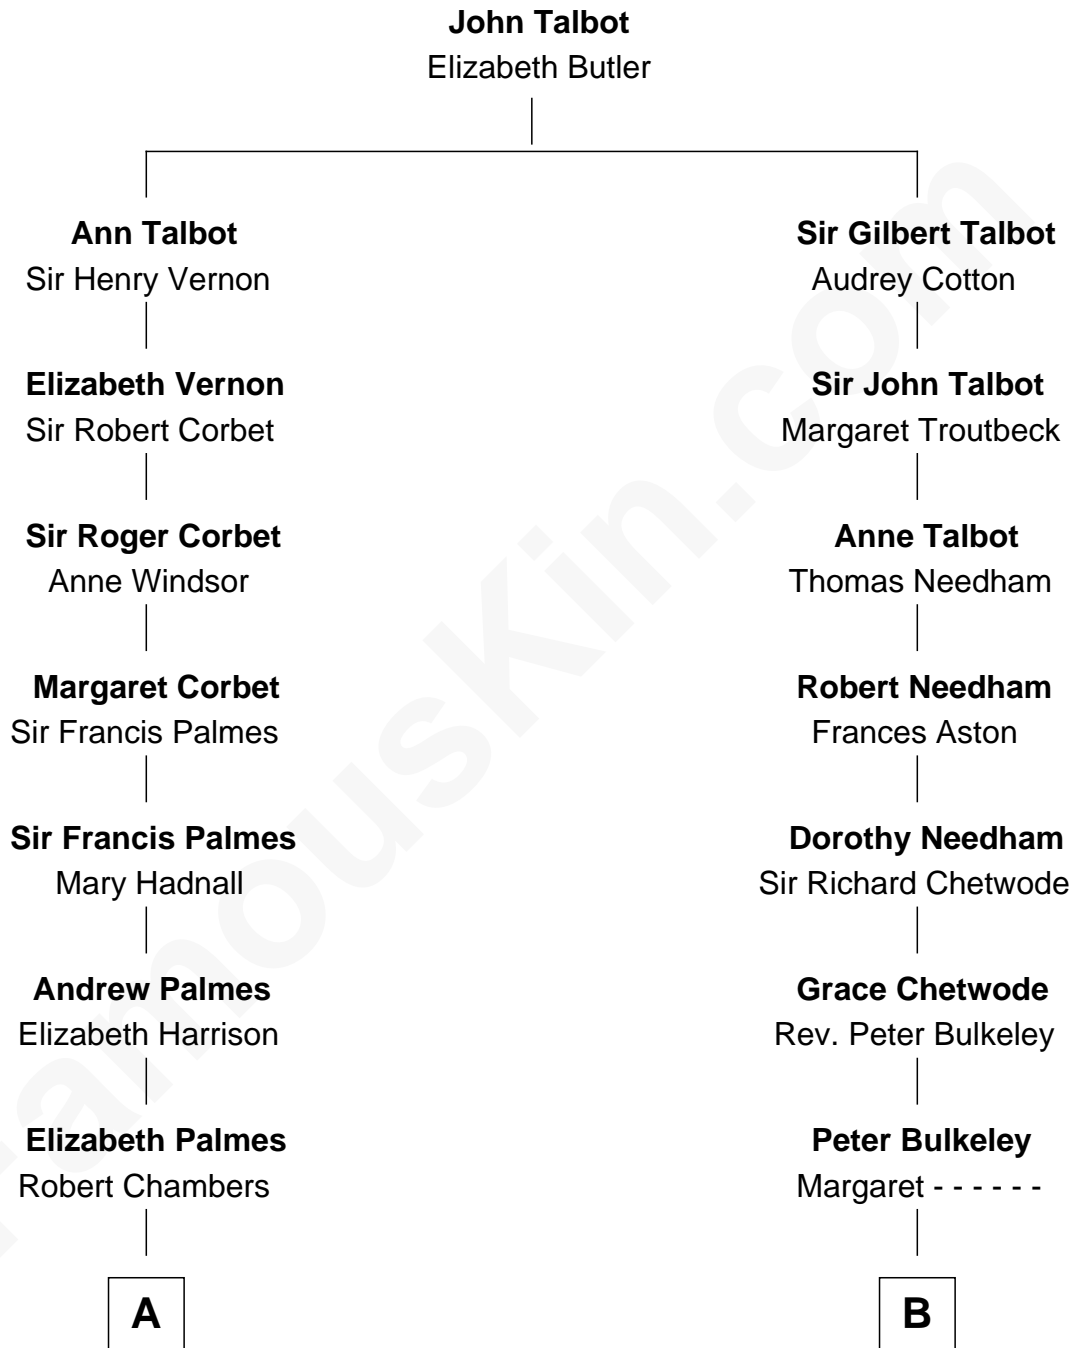 John Talbot
Elizabeth Butler
Ann Talbot
Sir Henry Vernon
Elizabeth Vernon
Sir Robert Corbet
Sir Roger Corbet
Anne Windsor
Margaret Corbet
Sir Francis Palmes
Sir Francis Palmes
Mary Hadnall
Andrew Palmes
Elizabeth Harrison
Elizabeth Palmes
Robert Chambers
A
Sir Gilbert Talbot
Audrey Cotton
Sir John Talbot
Margaret Troutbeck
Anne Talbot
Thomas Needham
Robert Needham
Frances Aston
Dorothy Needham
Sir Richard Chetwode
Grace Chetwode
Rev. Peter Bulkeley
Peter Bulkeley
Margaret - - - - - -
B
FamousKin.com